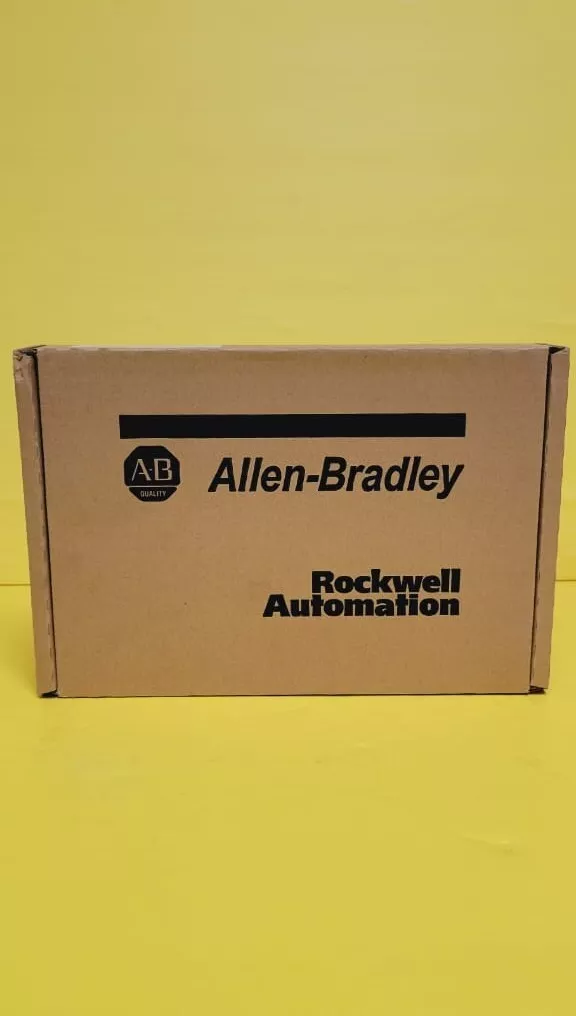 A·B
QUALITY
Allen-Bradley
Rockwell
Automation